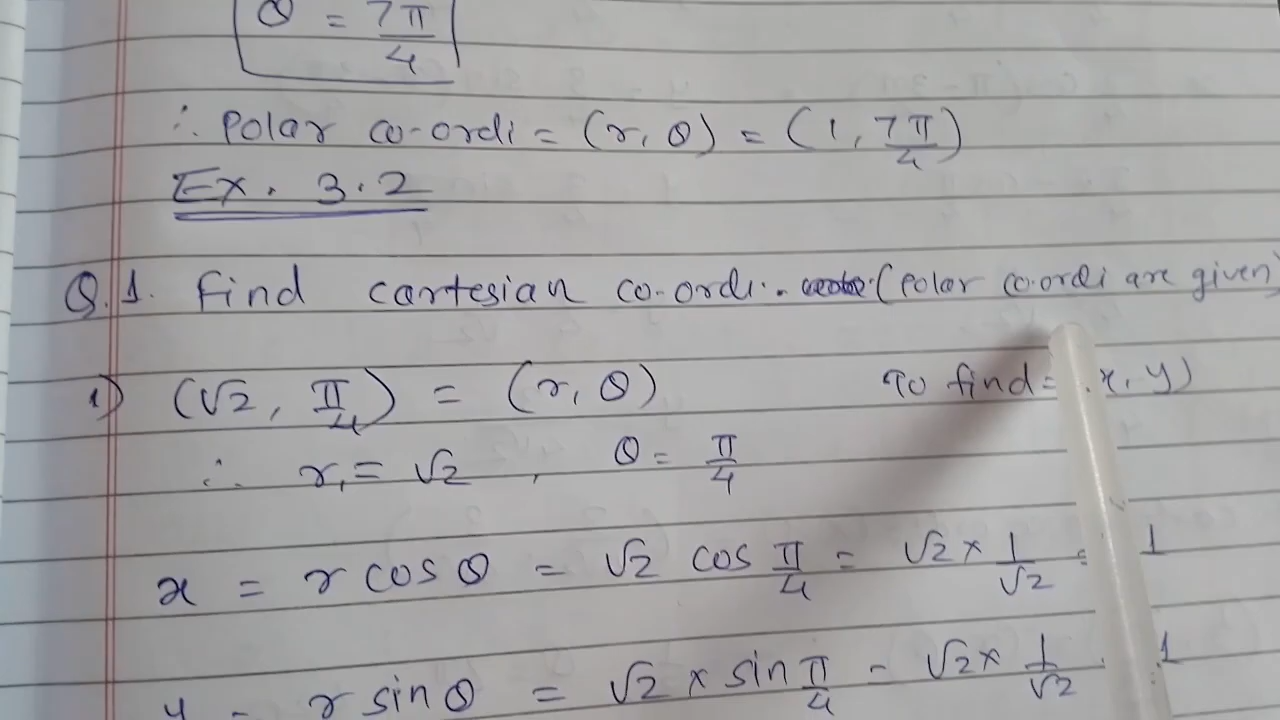 θ = 7π/4
∴ Polar co-ordi = (r, θ) = (1, 7π/4)
Ex. 3.2
Q.1. Find cartesian co-ordi. (polar co.ordi are given)
1) (√2, π/4) = (r, θ) To find = x, y)
∴ r, = √2 , θ = π/4
x = r cos θ = √2 cos π/4 = √2 × 1/√2 = 1
y = r sin θ = √2 × sin π/4 = √2 × 1/√2 1